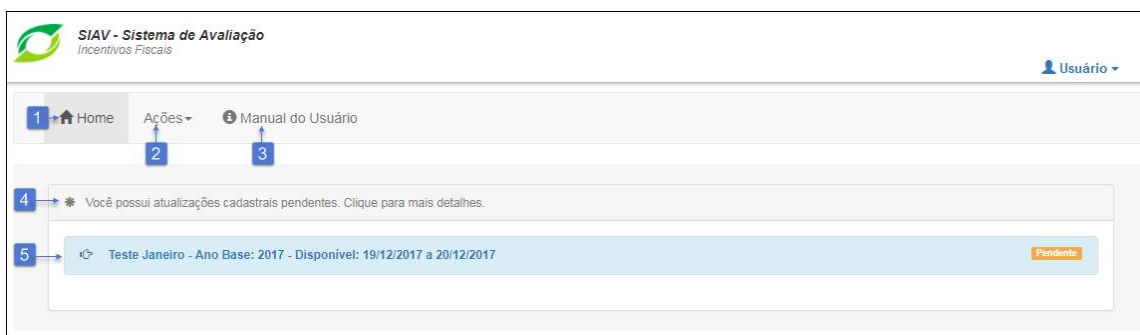 SIAV - Sistema de Avaliação
Incentivos Fiscais
Usuário
1 Home Ações Manual do Usuário
2 3
4 Você possui atualizações cadastrais pendentes. Clique para mais detalhes.
5 Teste Janeiro - Ano Base: 2017 - Disponível: 19/12/2017 a 20/12/2017 Pendente